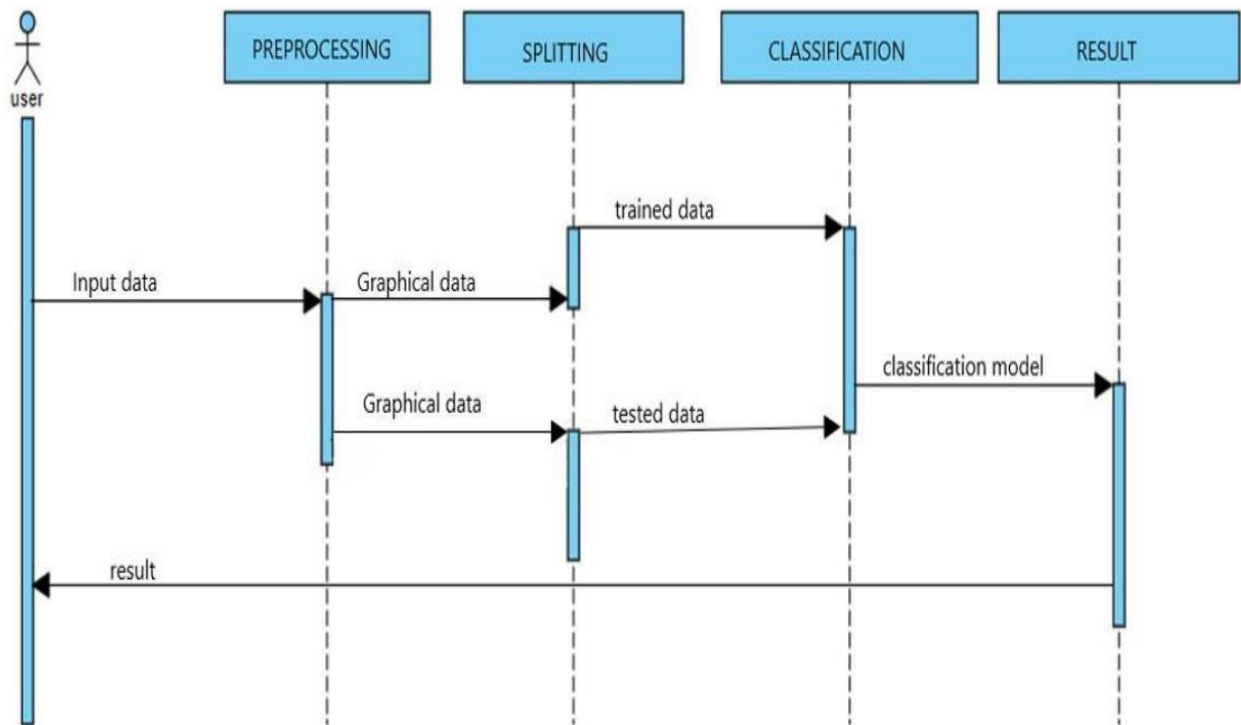 PREPROCESSING
SPLITTING
CLASSIFICATION
RESULT
user
trained data
Input data
Graphical data
classification model
Graphical data
tested data
result